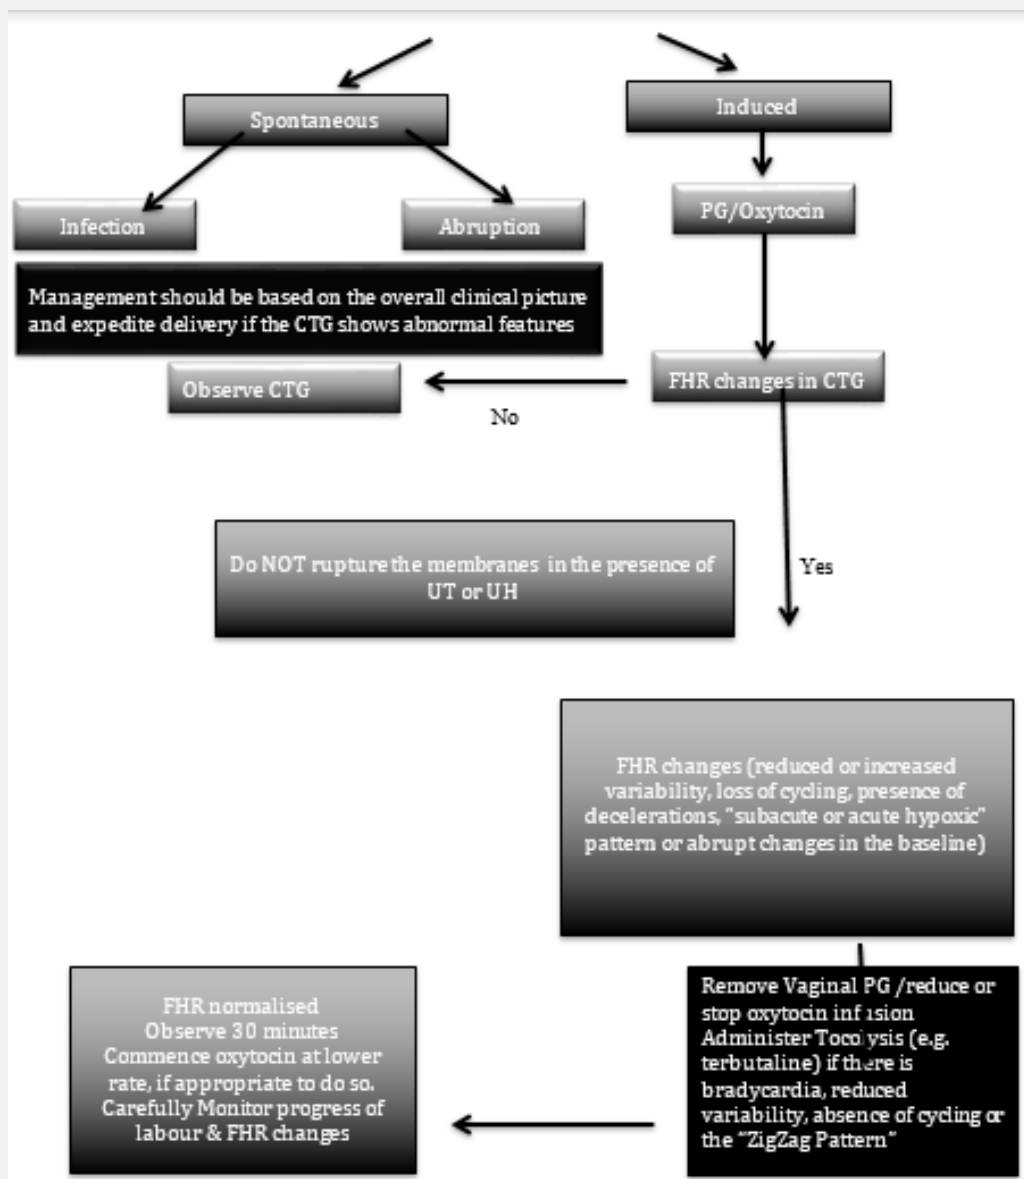 Spontaneous
Induced
Infection
Abruption
PG/Oxytocin
Management should be based on the overall clinical picture
and expedite delivery if the CTG shows abnormal features
Observe CTG
No
FHR changes in CTG
Do NOT rupture the membranes in the presence of
UT or UH
Yes
FHR changes (reduced or increased
variability, loss of cycling, presence of
decelerations, "subacute or acute hypoxic"
pattern or abrupt changes in the baseline)
FHR normalised
Observe 30 minutes
Commence oxytocin at lower
rate, if appropriate to do so.
Carefully Monitor progress of
labour & FHR changes
Remove Vaginal PG /reduce or
stop oxytocin infusion
Administer Tocolysis (e.g.
terbutaline) if there is
bradycardia, reduced
variability, absence of cycling or
the "ZigZag Pattern"